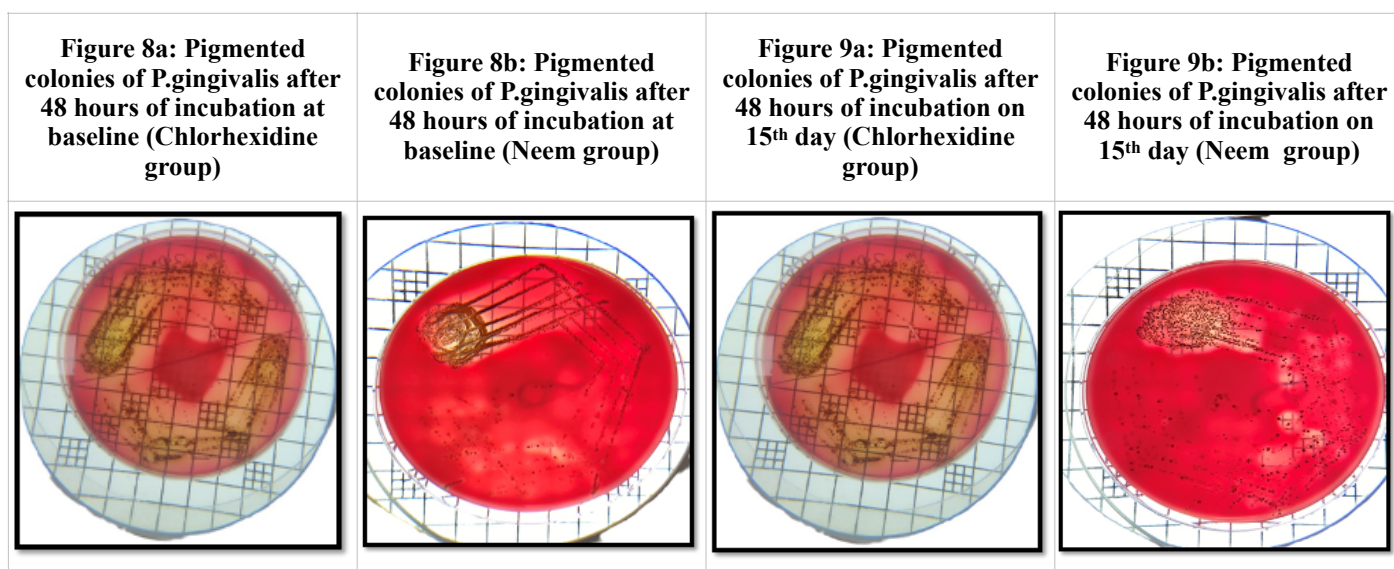 Figure 8a: Pigmented
colonies of P.gingivalis after
48 hours of incubation at
baseline (Chlorhexidine
group)
Figure 8b: Pigmented
colonies of P.gingivalis after
48 hours of incubation at
baseline (Neem group)
Figure 9a: Pigmented
colonies of P.gingivalis after
48 hours of incubation on
15th day (Chlorhexidine
group)
Figure 9b: Pigmented
colonies of P.gingivalis after
48 hours of incubation on
15th day (Neem group)